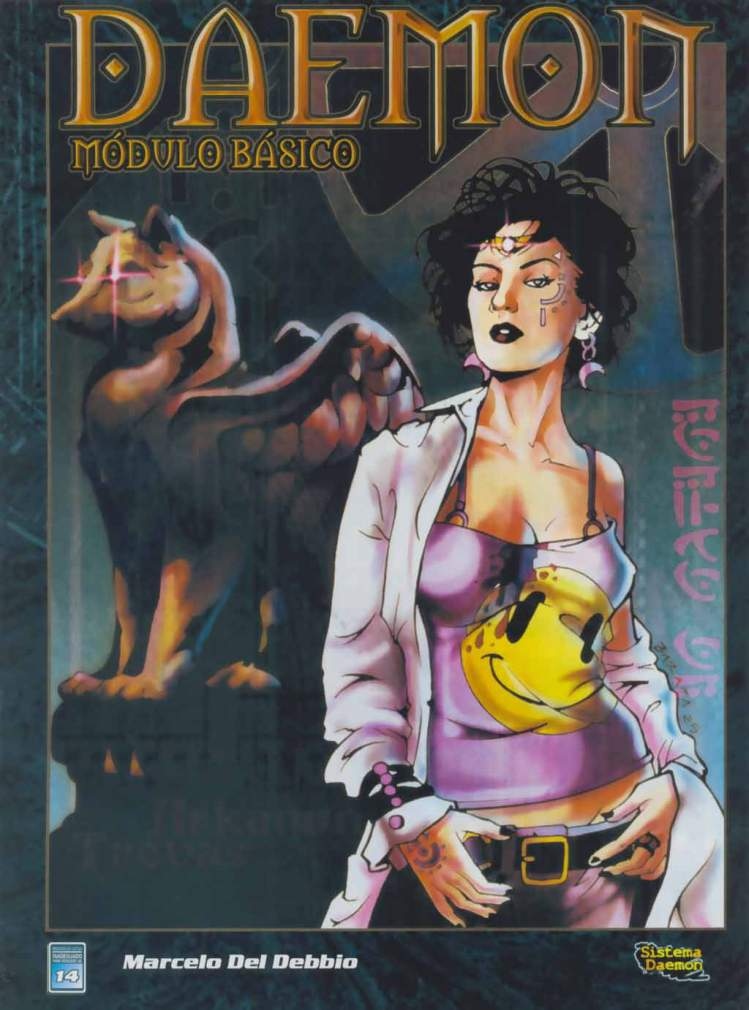 DAEMON
MÓDULO BÁSICO
14
Marcelo Del Debbio
Sistema
Daemon